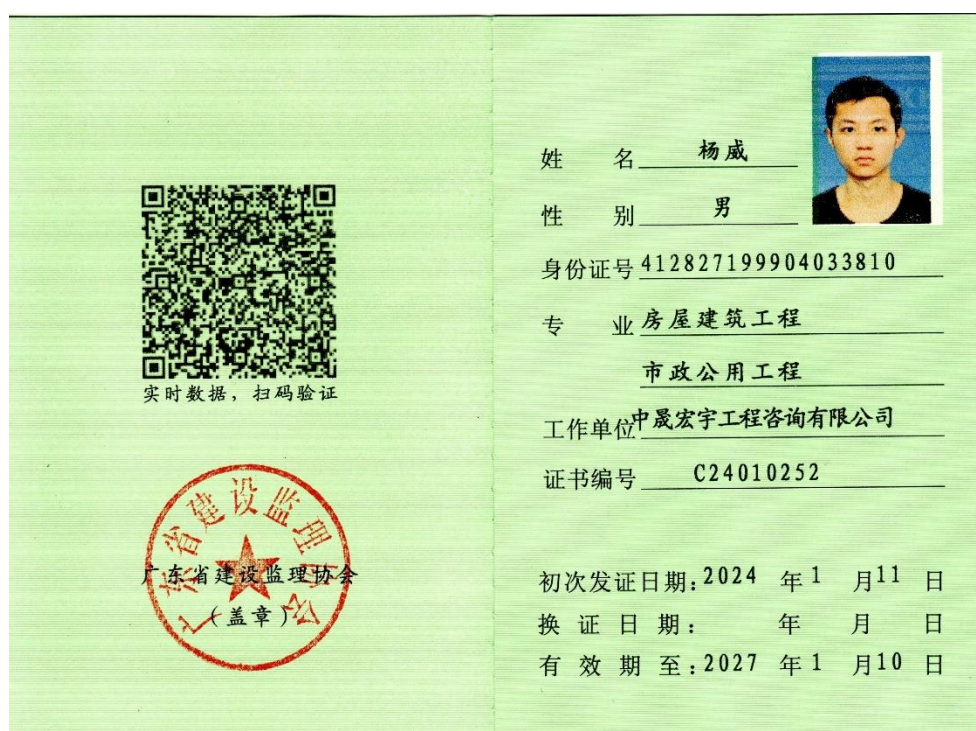 实时数据，扫码验证
广东省建设监理协会
广东省建设监理协会
（盖章）
姓 名 杨威
性 别 男
身份证号 412827199904033810
专 业 房屋建筑工程
市政公用工程
工作单位 中晟宏宇工程咨询有限公司
证书编号 C24010252
初次发证日期：2024 年 1 月 11 日
换 证 日 期： 年 月 日
有 效 期 至：2027 年 1 月 10 日